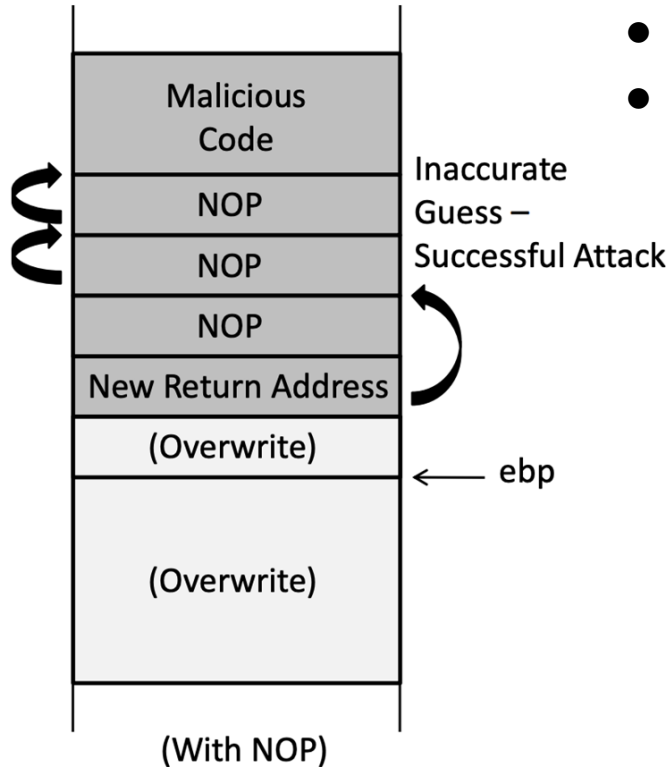 Malicious
Code
NOP
Inaccurate
Guess –
Successful Attack
NOP
NOP
New Return Address
(Overwrite)
ebp
(Overwrite)
(With NOP)